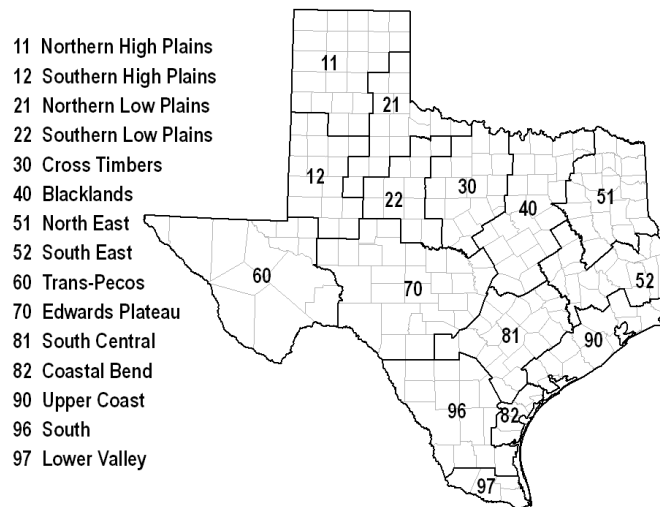 11 Northern High Plains
12 Southern High Plains
21 Northern Low Plains
22 Southern Low Plains
30 Cross Timbers
40 Blacklands
51 North East
52 South East
60 Trans-Pecos
70 Edwards Plateau
81 South Central
82 Coastal Bend
90 Upper Coast
96 South
97 Lower Valley
11
21
12
22
30
40
51
52
60
70
81
90
96
82
97